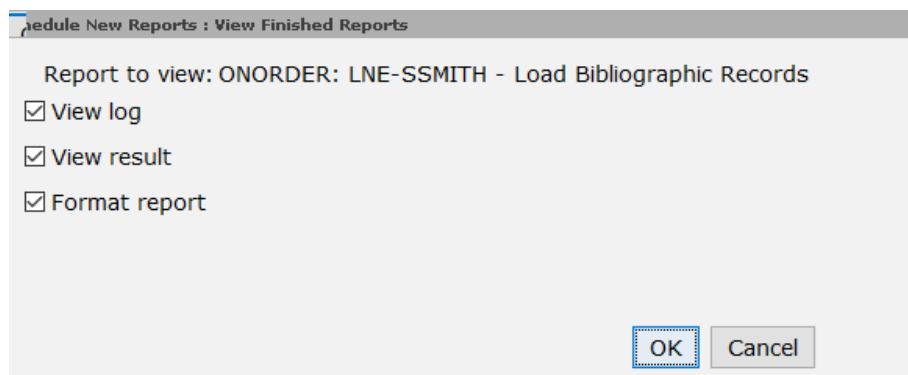 hedule New Reports : View Finished Reports
Report to view: ONORDER: LNE-SSMITH - Load Bibliographic Records
View log
View result
Format report
OK Cancel